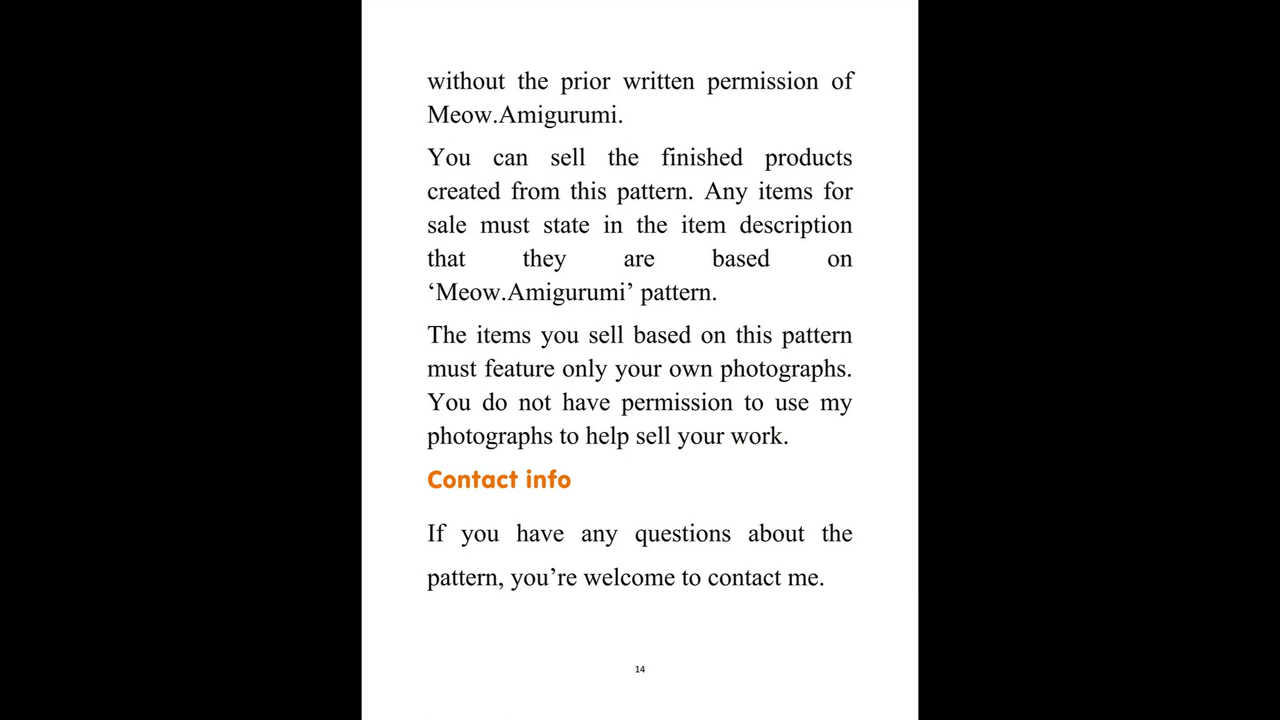 without the prior written permission of
Meow.Amigurumi.
You can sell the finished products
created from this pattern. Any items for
sale must state in the item description
that they are based on
‘Meow.Amigurumi’ pattern.
The items you sell based on this pattern
must feature only your own photographs.
You do not have permission to use my
photographs to help sell your work.
Contact info
If you have any questions about the
pattern, you’re welcome to contact me.
14